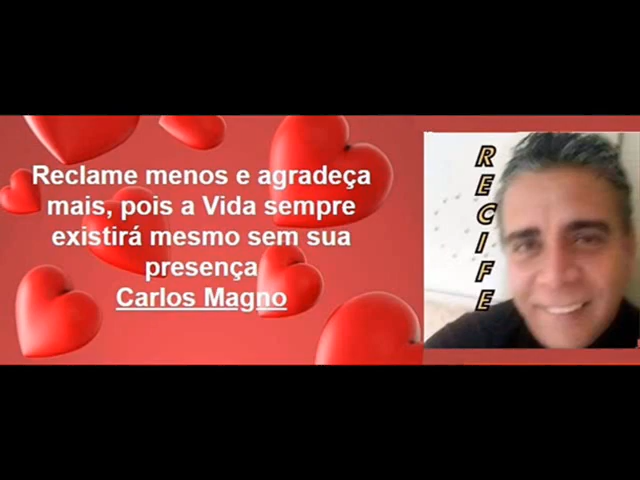 Reclame menos e agradeça
mais, pois a Vida sempre
existirá mesmo sem sua
presença
Carlos Magno
RECIFE